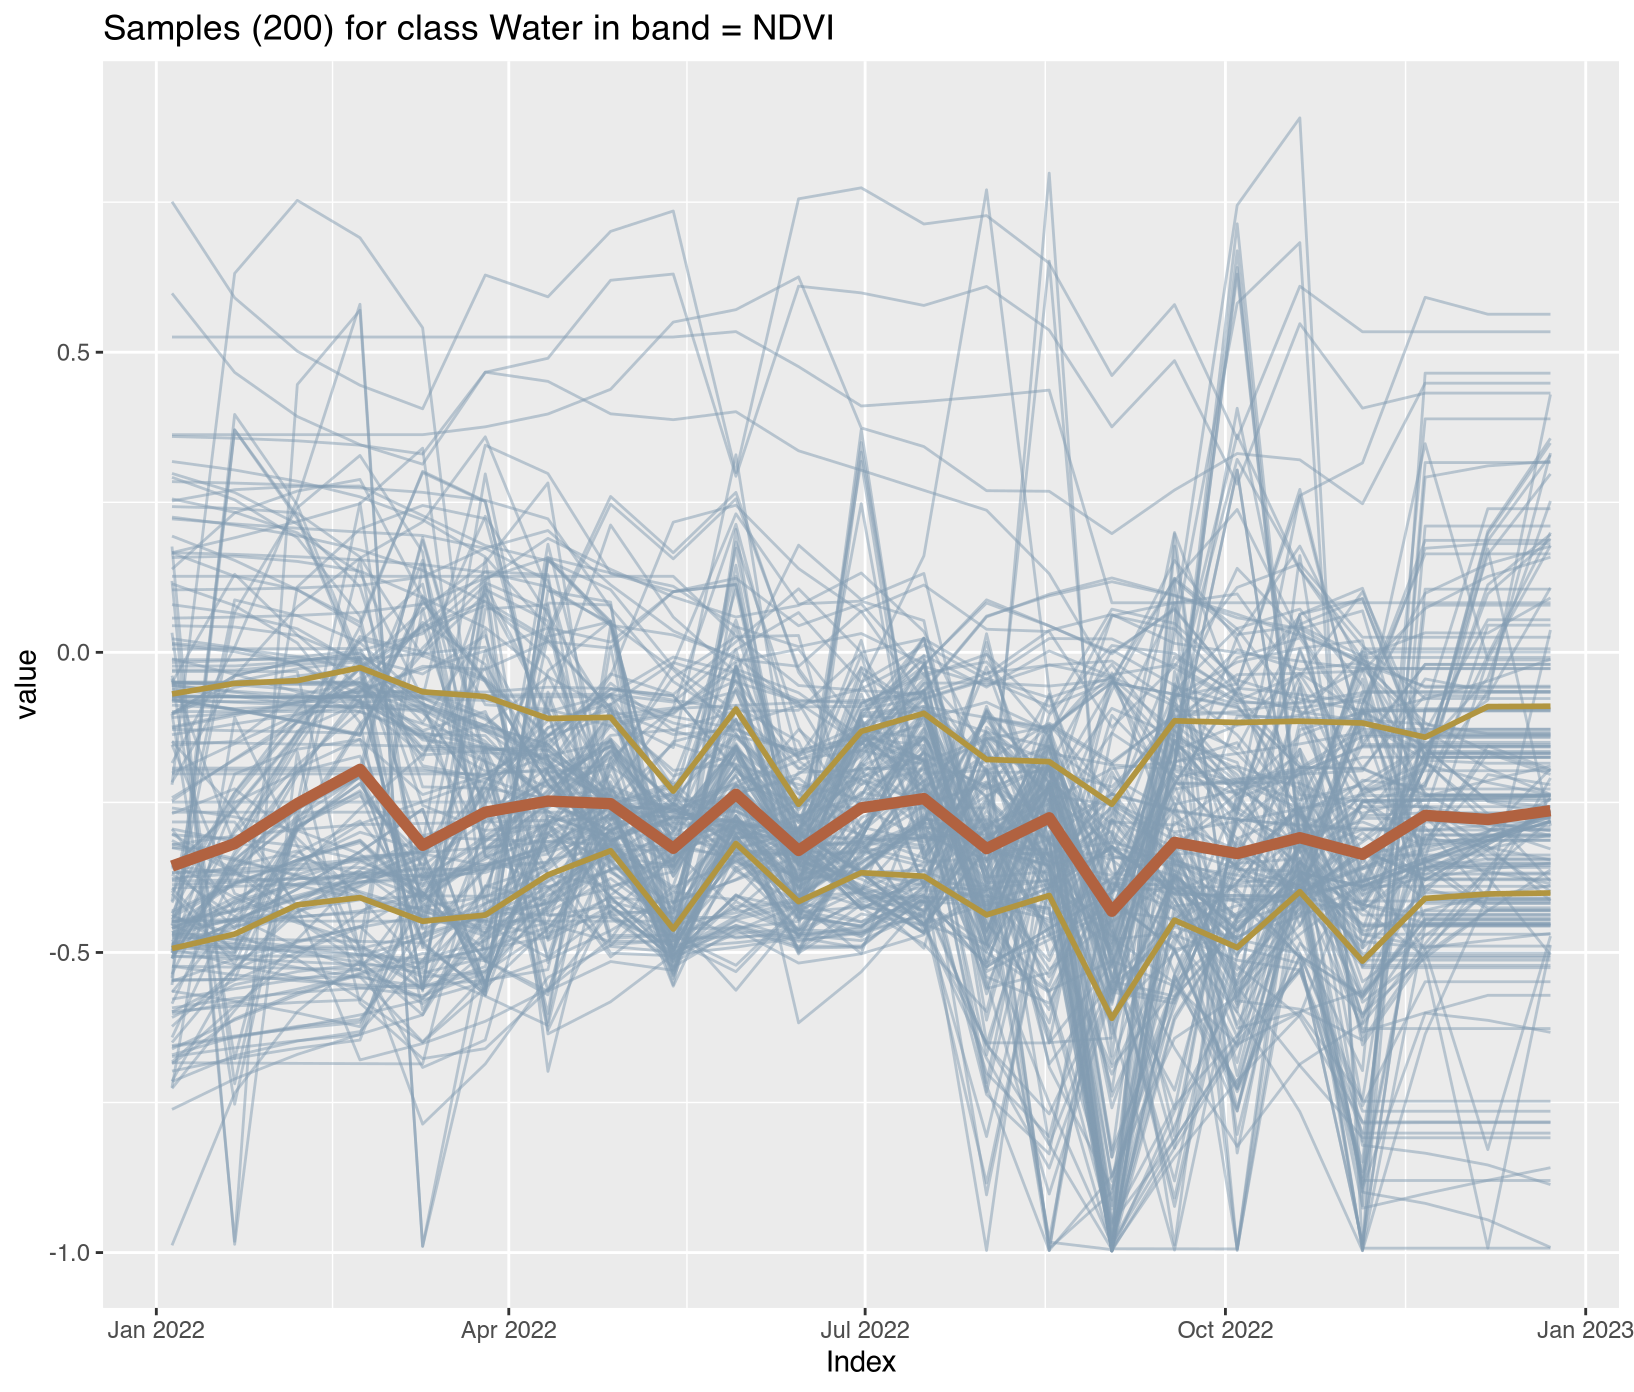 Samples (200) for class Water in band = NDVI
value
0.5
0.0
-0.5
-1.0
Jan 2022
Apr 2022
Jul 2022
Oct 2022
Jan 2023
Index